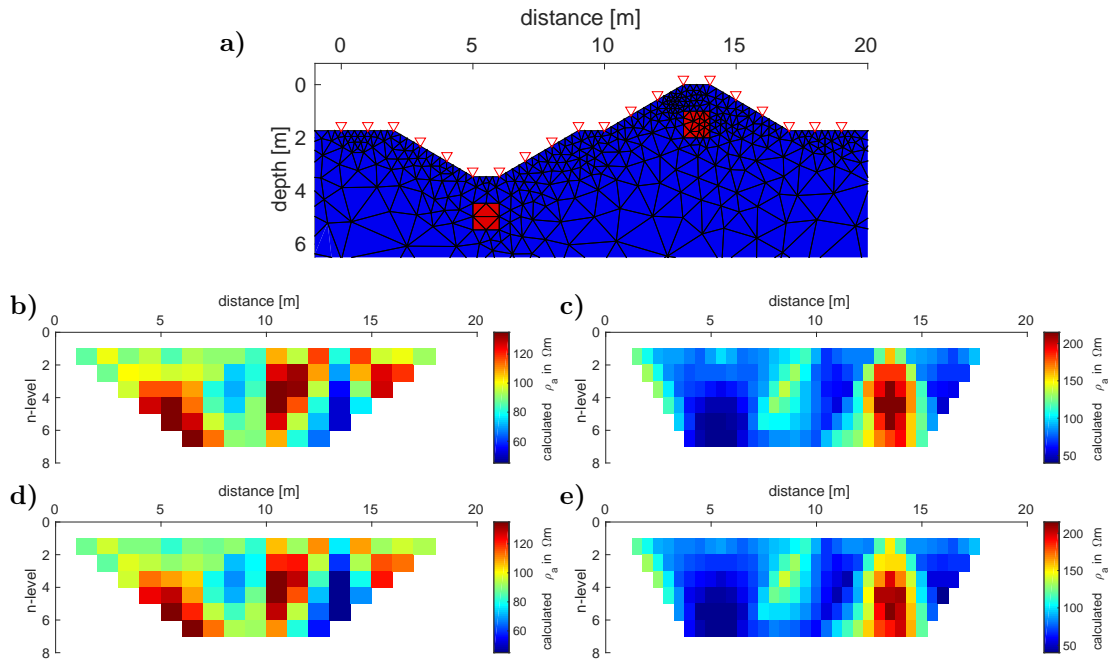 distance [m]
a)
0 5 10 15 20
0
2
4
6
depth [m]
b)
distance [m]
0 5 10 15 20
0
2
4
6
8
n-level
120
100
80
60
calculated ρa in Ωm
c)
distance [m]
0 5 10 15 20
0
2
4
6
8
n-level
200
150
100
50
calculated ρa in Ωm
d)
distance [m]
0 5 10 15 20
0
2
4
6
8
n-level
120
100
80
60
calculated ρa in Ωm
e)
distance [m]
0 5 10 15 20
0
2
4
6
8
n-level
200
150
100
50
calculated ρa in Ωm